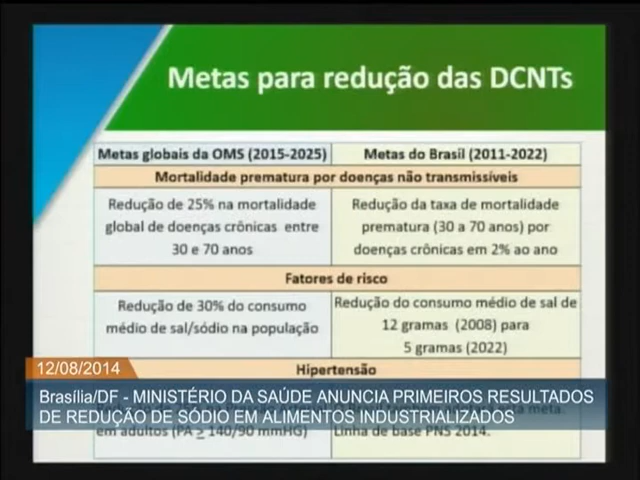 Metas para redução das DCNTs
Metas globais da OMS (2015-2025)
Metas do Brasil (2011-2022)
Mortalidade prematura por doenças não transmissíveis
Redução de 25% na mortalidade
global de doenças crônicas entre
30 e 70 anos
Redução da taxa de mortalidade
prematura (30 a 70 anos) por
doenças crônicas em 2% ao ano
Fatores de risco
Redução de 30% do consumo
médio de sal/sódio na população
Redução do consumo médio de sal de
12 gramas (2008) para
5 gramas (2022)
Hipertensão
em adultos (PA ≥ 140/90 mmHG)
Linha de base PNS 2014.
12/08/2014
Brasília/DF - MINISTÉRIO DA SAÚDE ANUNCIA PRIMEIROS RESULTADOS
DE REDUÇÃO DE SÓDIO EM ALIMENTOS INDUSTRIALIZADOS